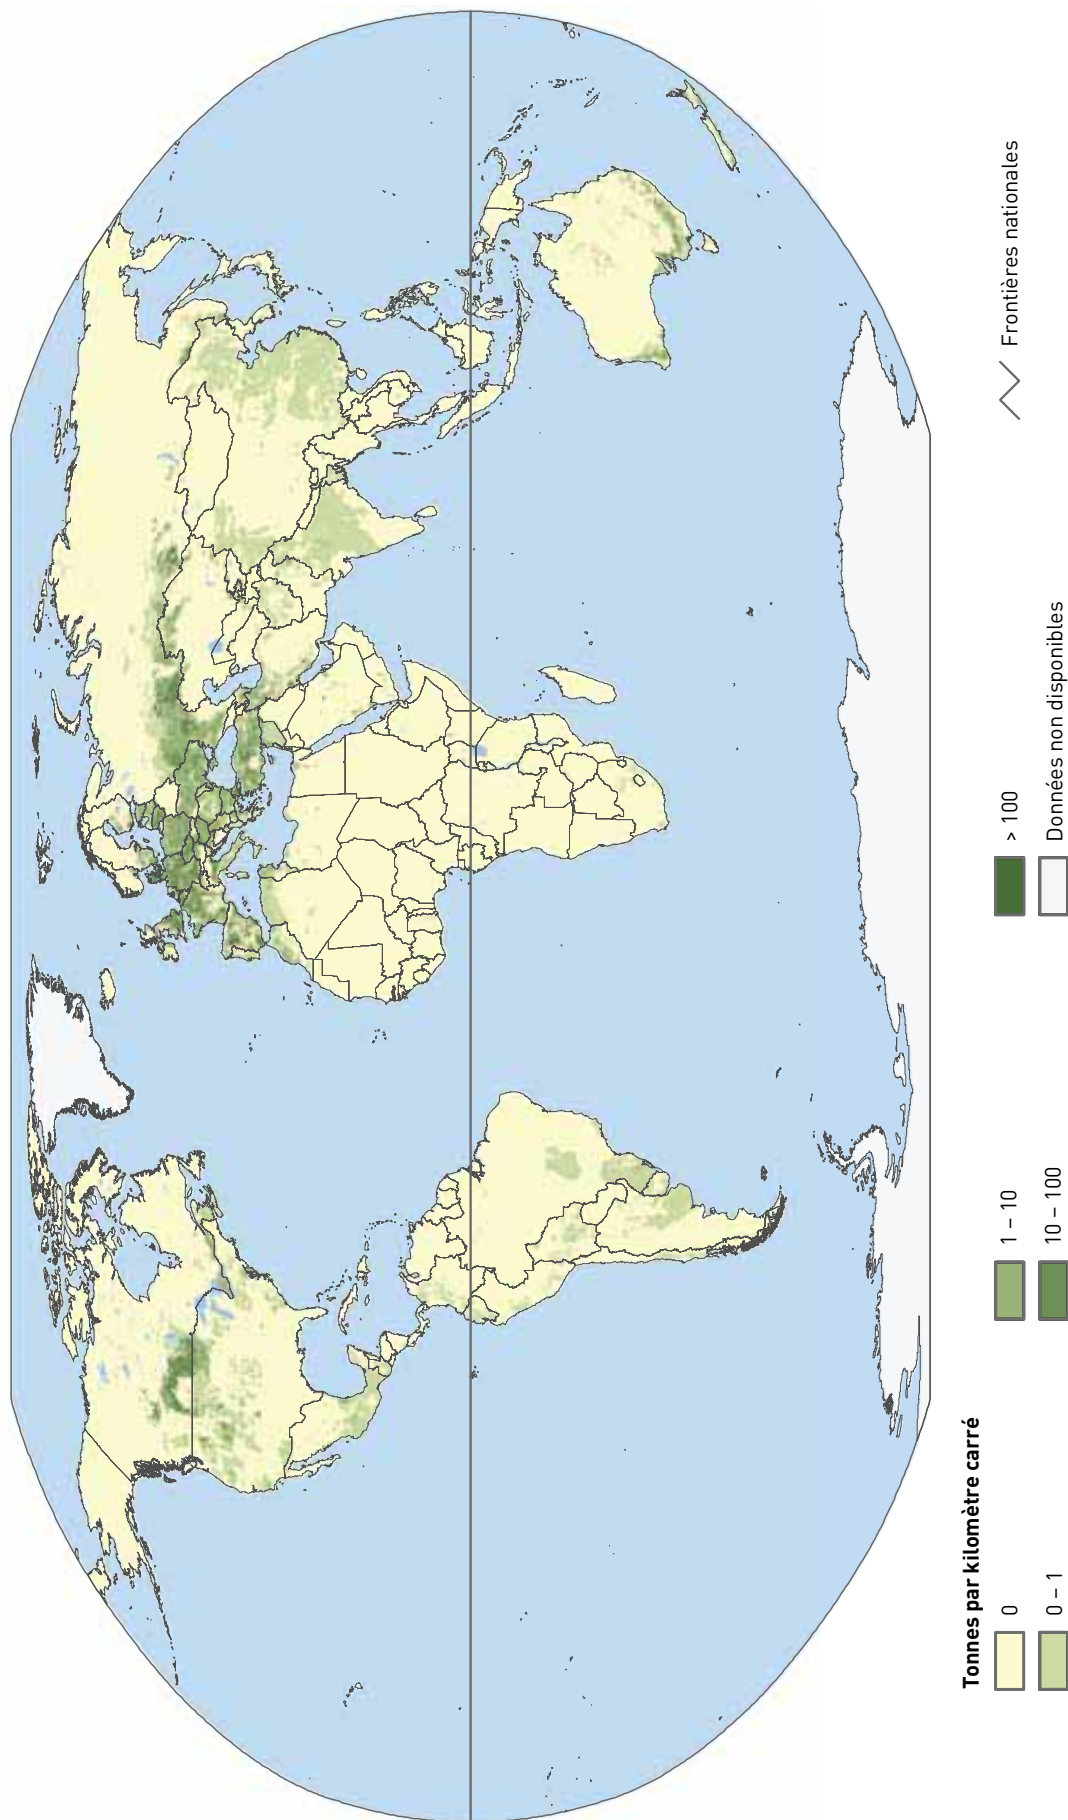 Tonnes par kilomètre carré
0
1 – 10
> 100
Frontières nationales
0 – 1
10 – 100
Données non disponibles